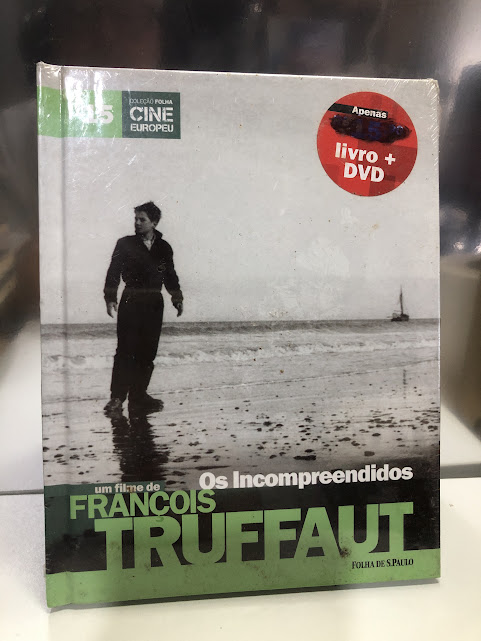 COLEÇÃO FOLHA
CINE
EUROPEU
Apenas
livro +
DVD
Os Incompreendidos
um filme de
FRANÇOIS
TRUFFAUT
FOLHA DE S.PAULO